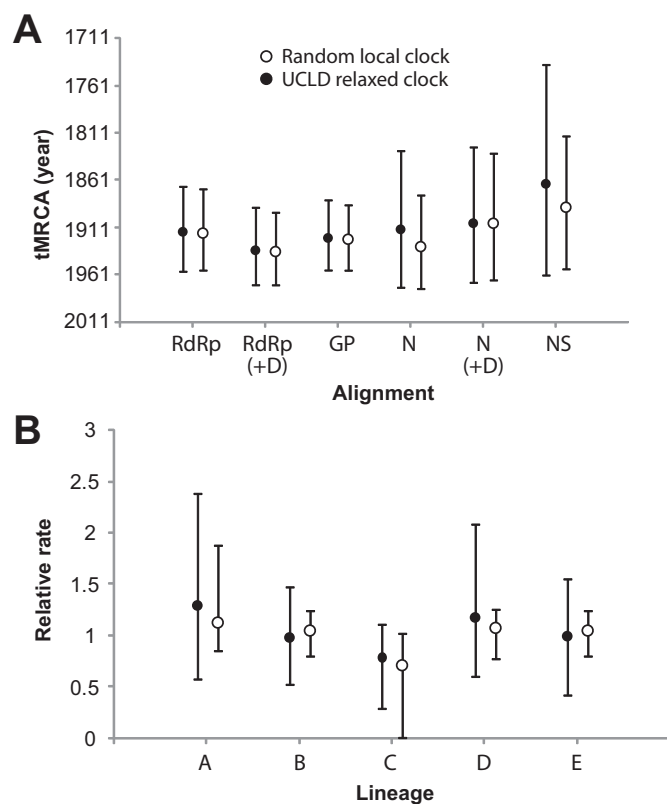 A
tMRCA (year)
1711
1761
1811
1861
1911
1961
2011
Random local clock
UCLD relaxed clock
RdRp
RdRp
(+D)
GP
N
N
(+D)
NS
Alignment
B
Relative rate
3
2.5
2
1.5
1
0.5
0
A
B
C
D
E
Lineage